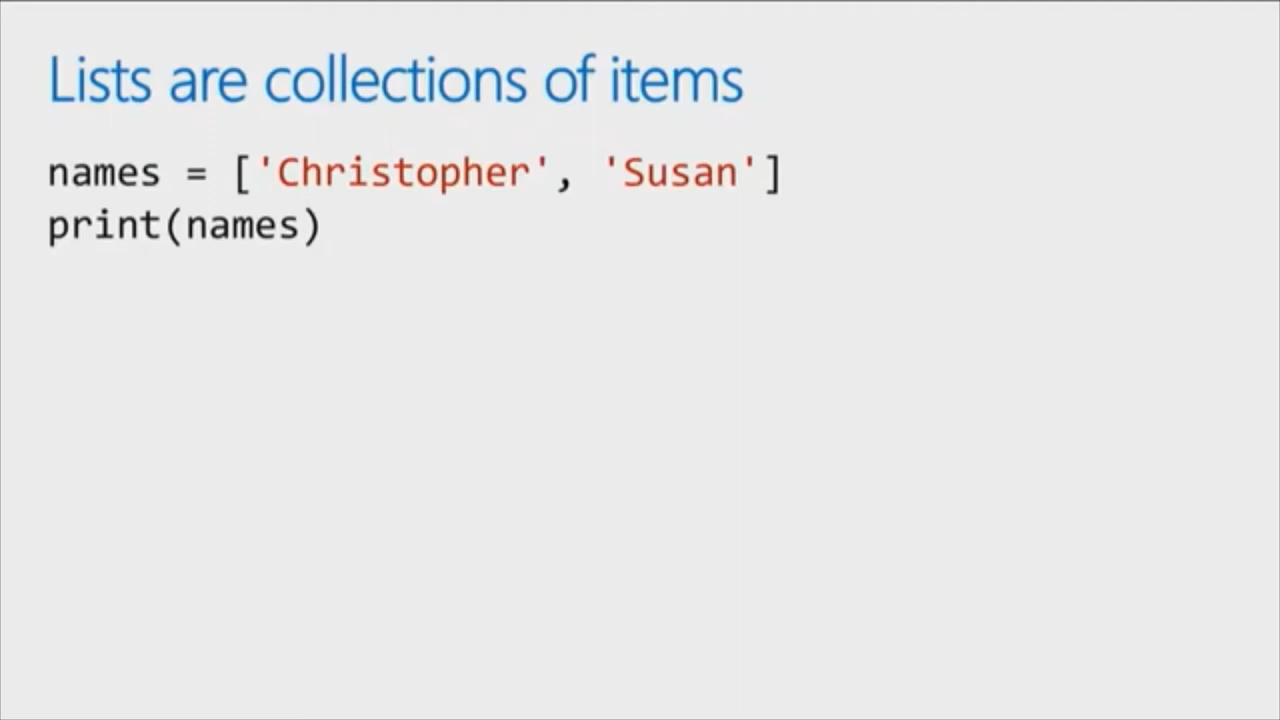 Lists are collections of items
names = ['Christopher', 'Susan']
print(names)